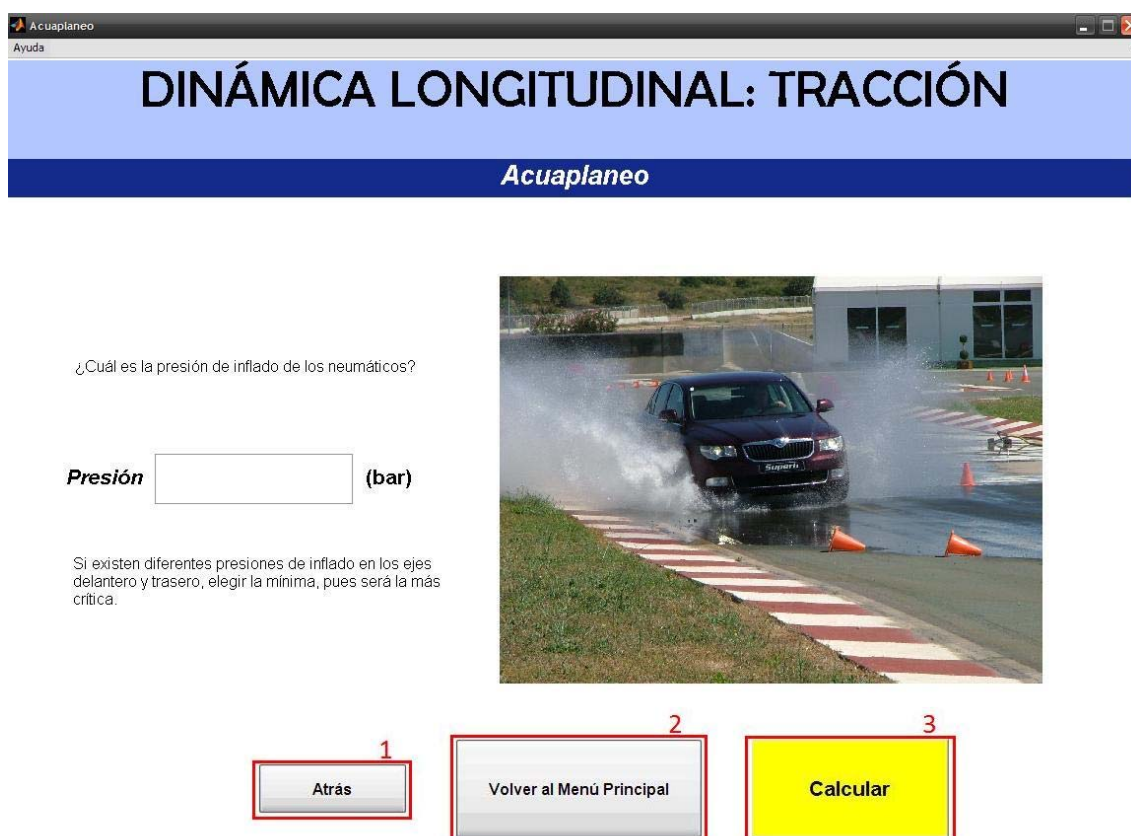 Acuaplaneo
Ayuda
DINÁMICA LONGITUDINAL: TRACCIÓN
Acuaplaneo
¿Cuál es la presión de inflado de los neumáticos?
Presión (bar)
Si existen diferentes presiones de inflado en los ejes
delantero y trasero, elegir la mínima, pues será la más
crítica.
Superb
1
2
3
Atrás
Volver al Menú Principal
Calcular